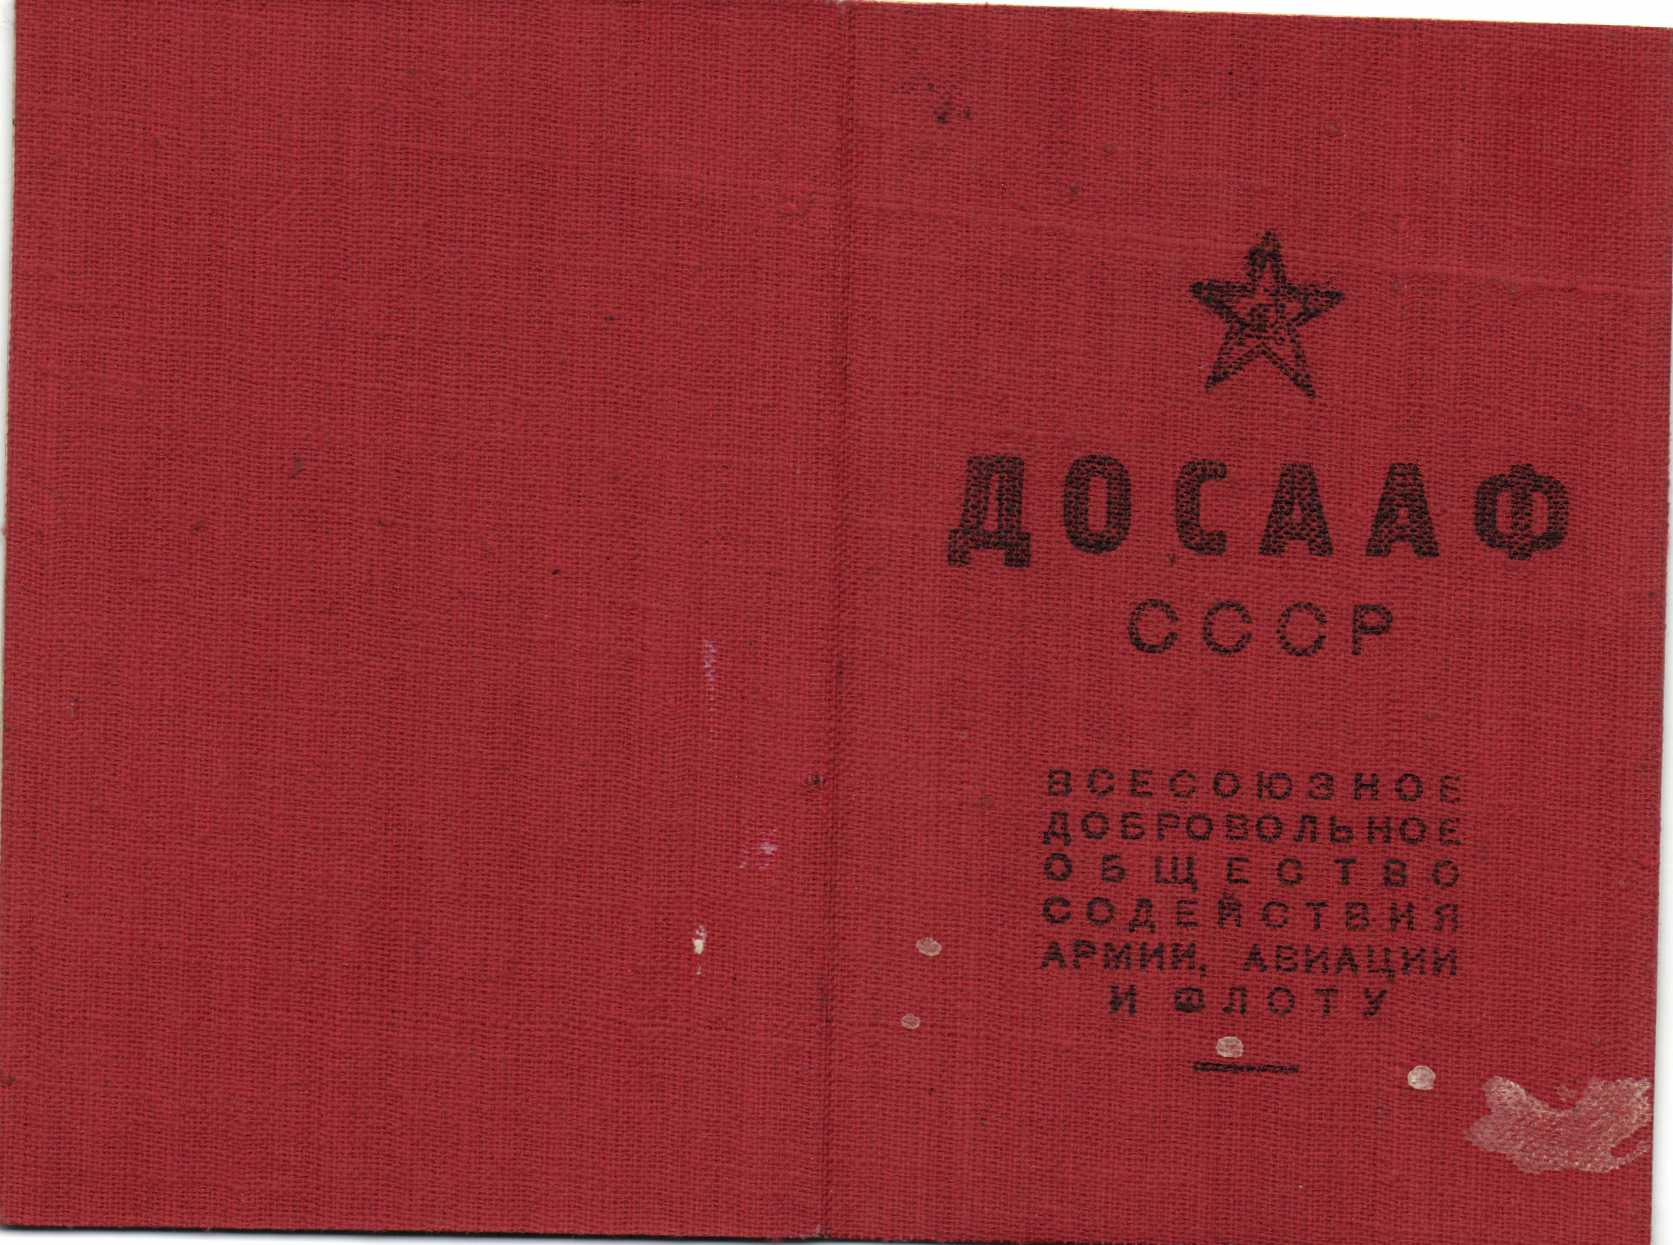 ДОСААФ
СССР
ВСЕСОЮЗНОЕ
ДОБРОВОЛЬНОЕ
ОБЩЕСТВО
СОДЕЙСТВИЯ
АРМИИ, АВИАЦИИ
И ФЛОТУ